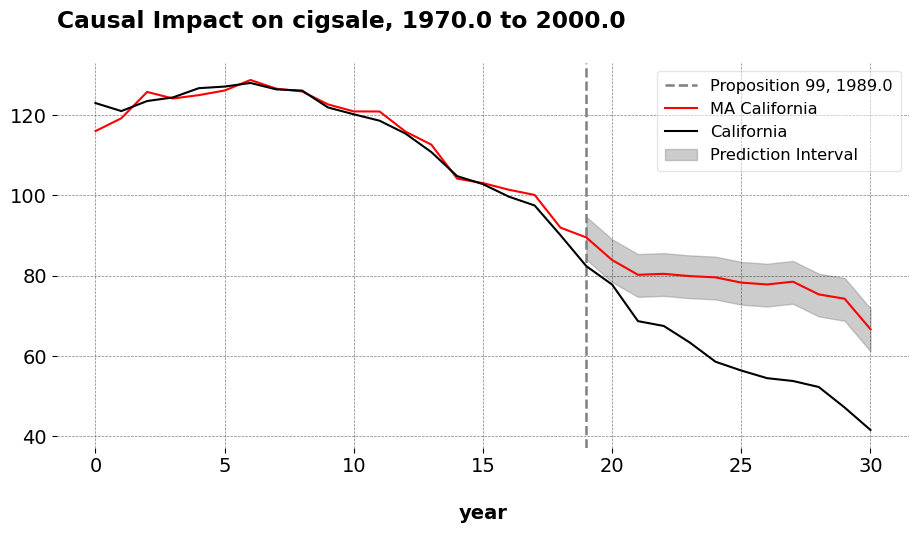 Causal Impact on cigsale, 1970.0 to 2000.0
Proposition 99, 1989.0
MA California
California
Prediction Interval
120
100
80
60
40
0 5 10 15 20 25 30
year